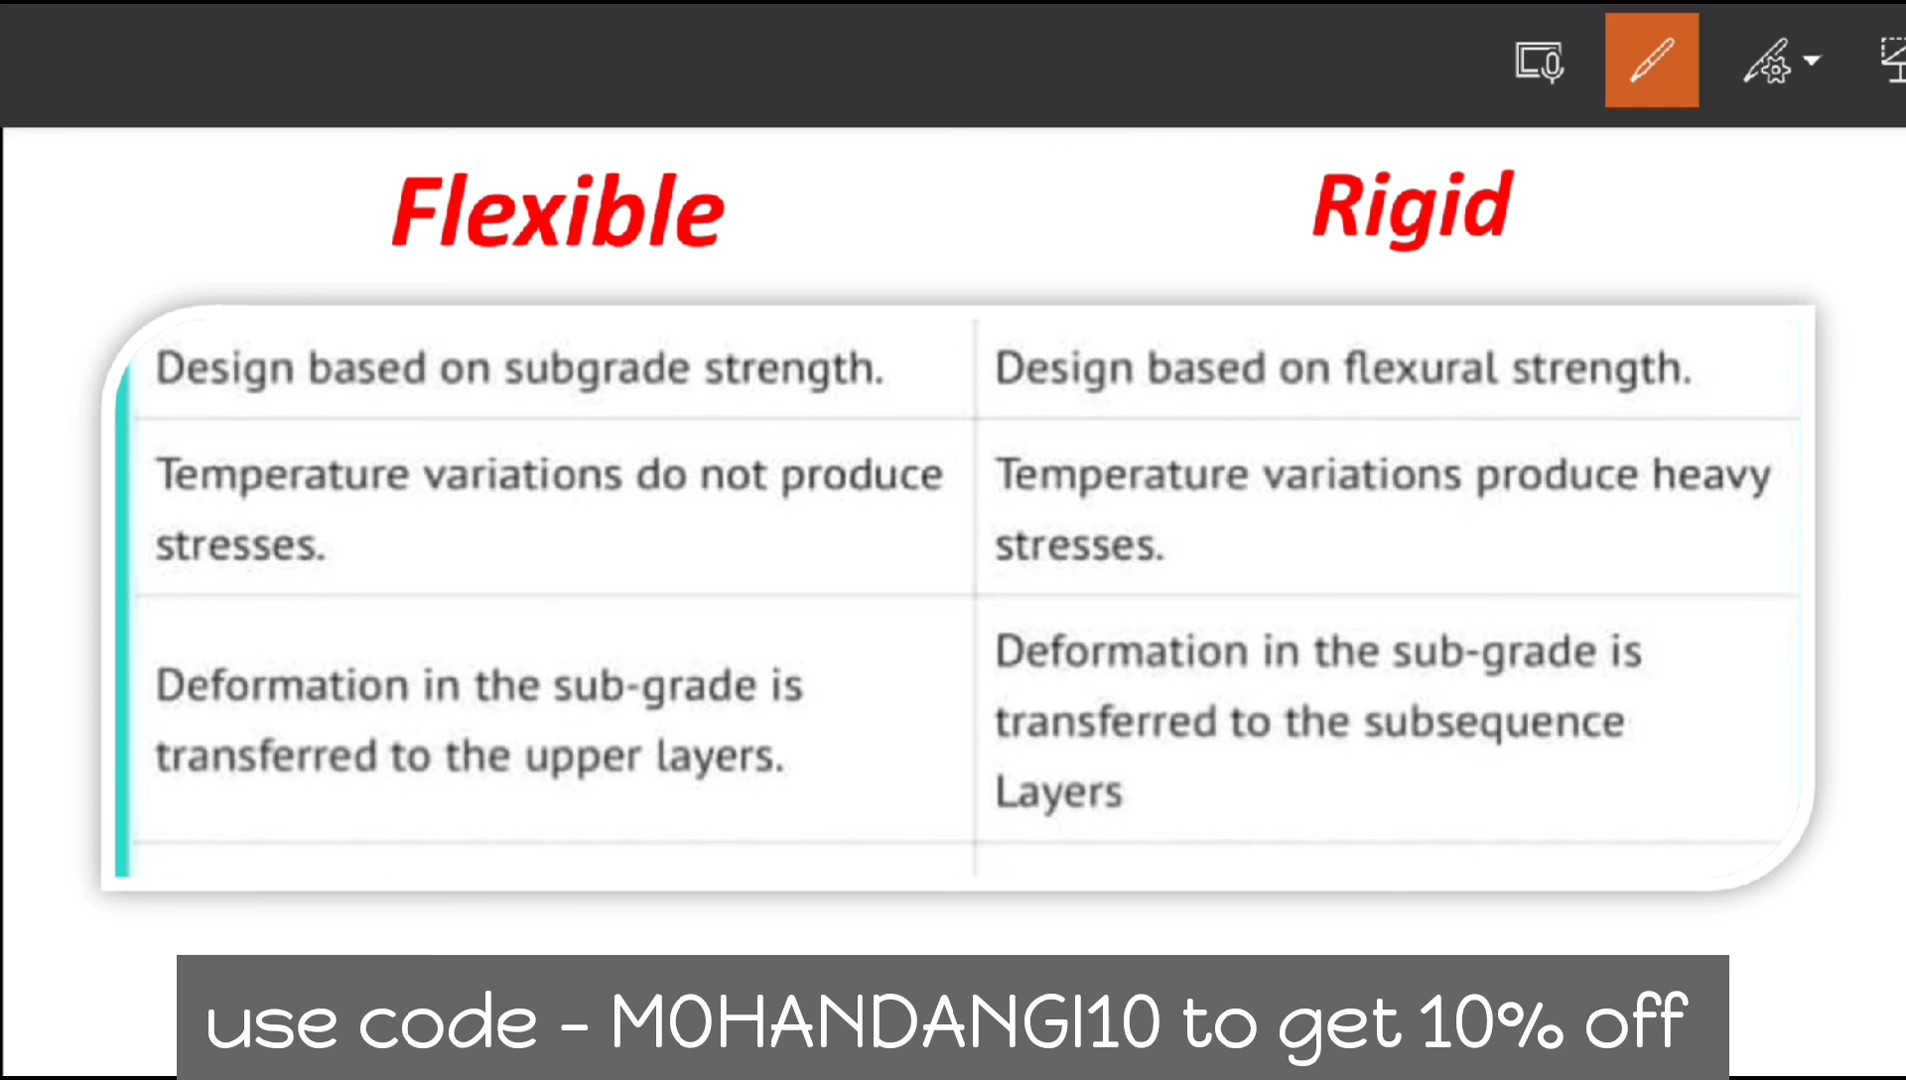 Flexible
Rigid
Design based on subgrade strength.
Design based on flexural strength.
Temperature variations do not produce
stresses.
Temperature variations produce heavy
stresses.
Deformation in the sub-grade is
transferred to the upper layers.
Deformation in the sub-grade is
transferred to the subsequence
Layers
use code - MOHANDANGI10 to get 10% off